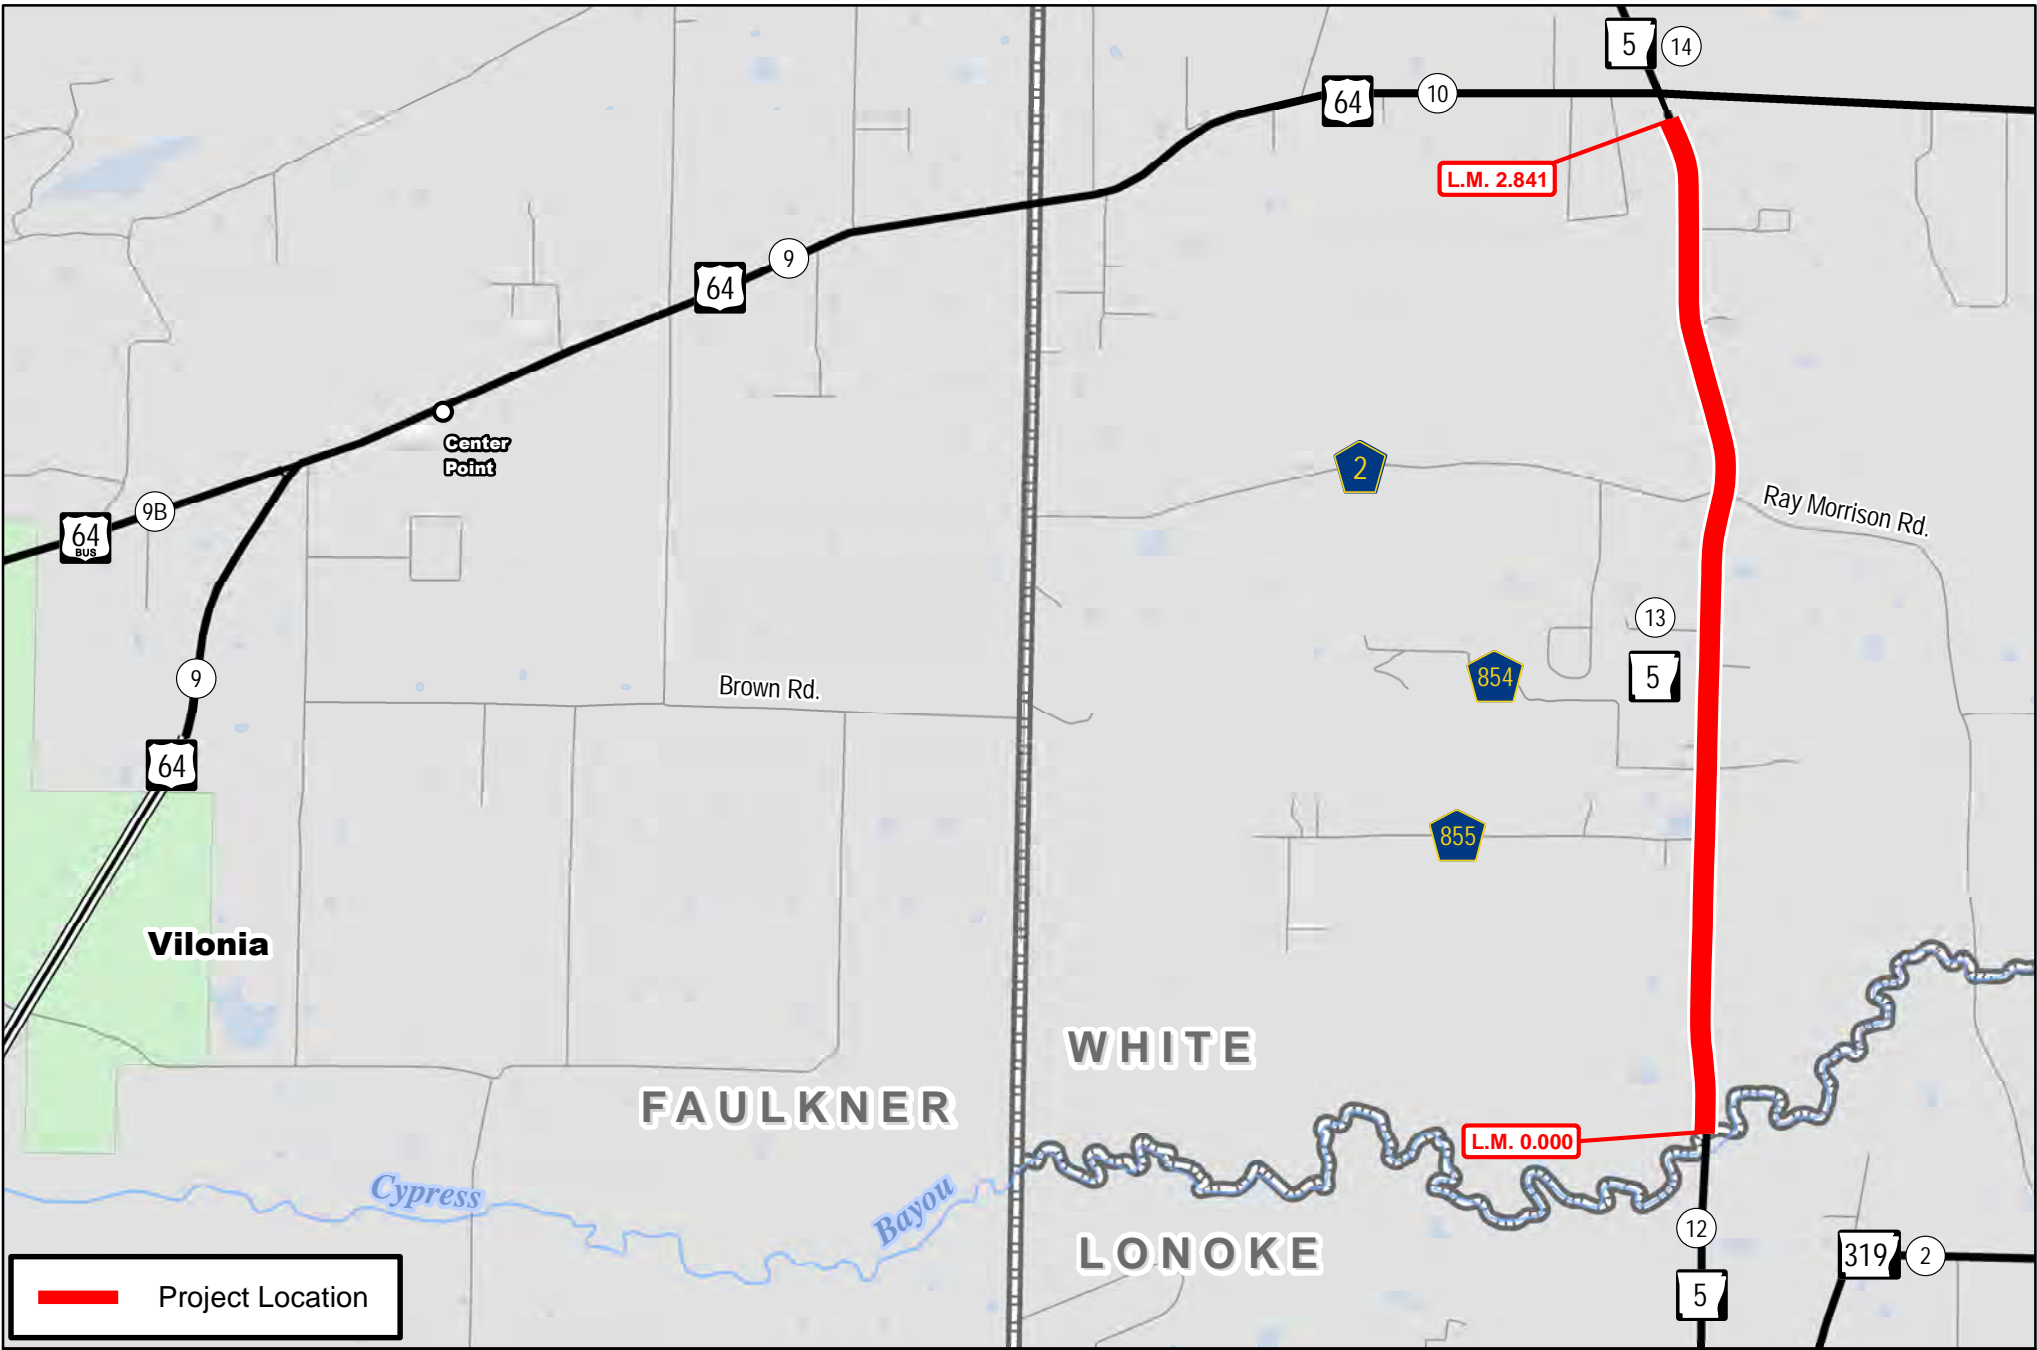 5
14
64
10
L.M. 2.841
9
64
Center
Point
2
Ray Morrison Rd.
9B
64
BUS
13
5
854
9
Brown Rd.
64
855
Vilonia
WHITE
FAULKNER
L.M. 0.000
Cypress
Bayou
12
LONOKE
319
2
5
Project Location